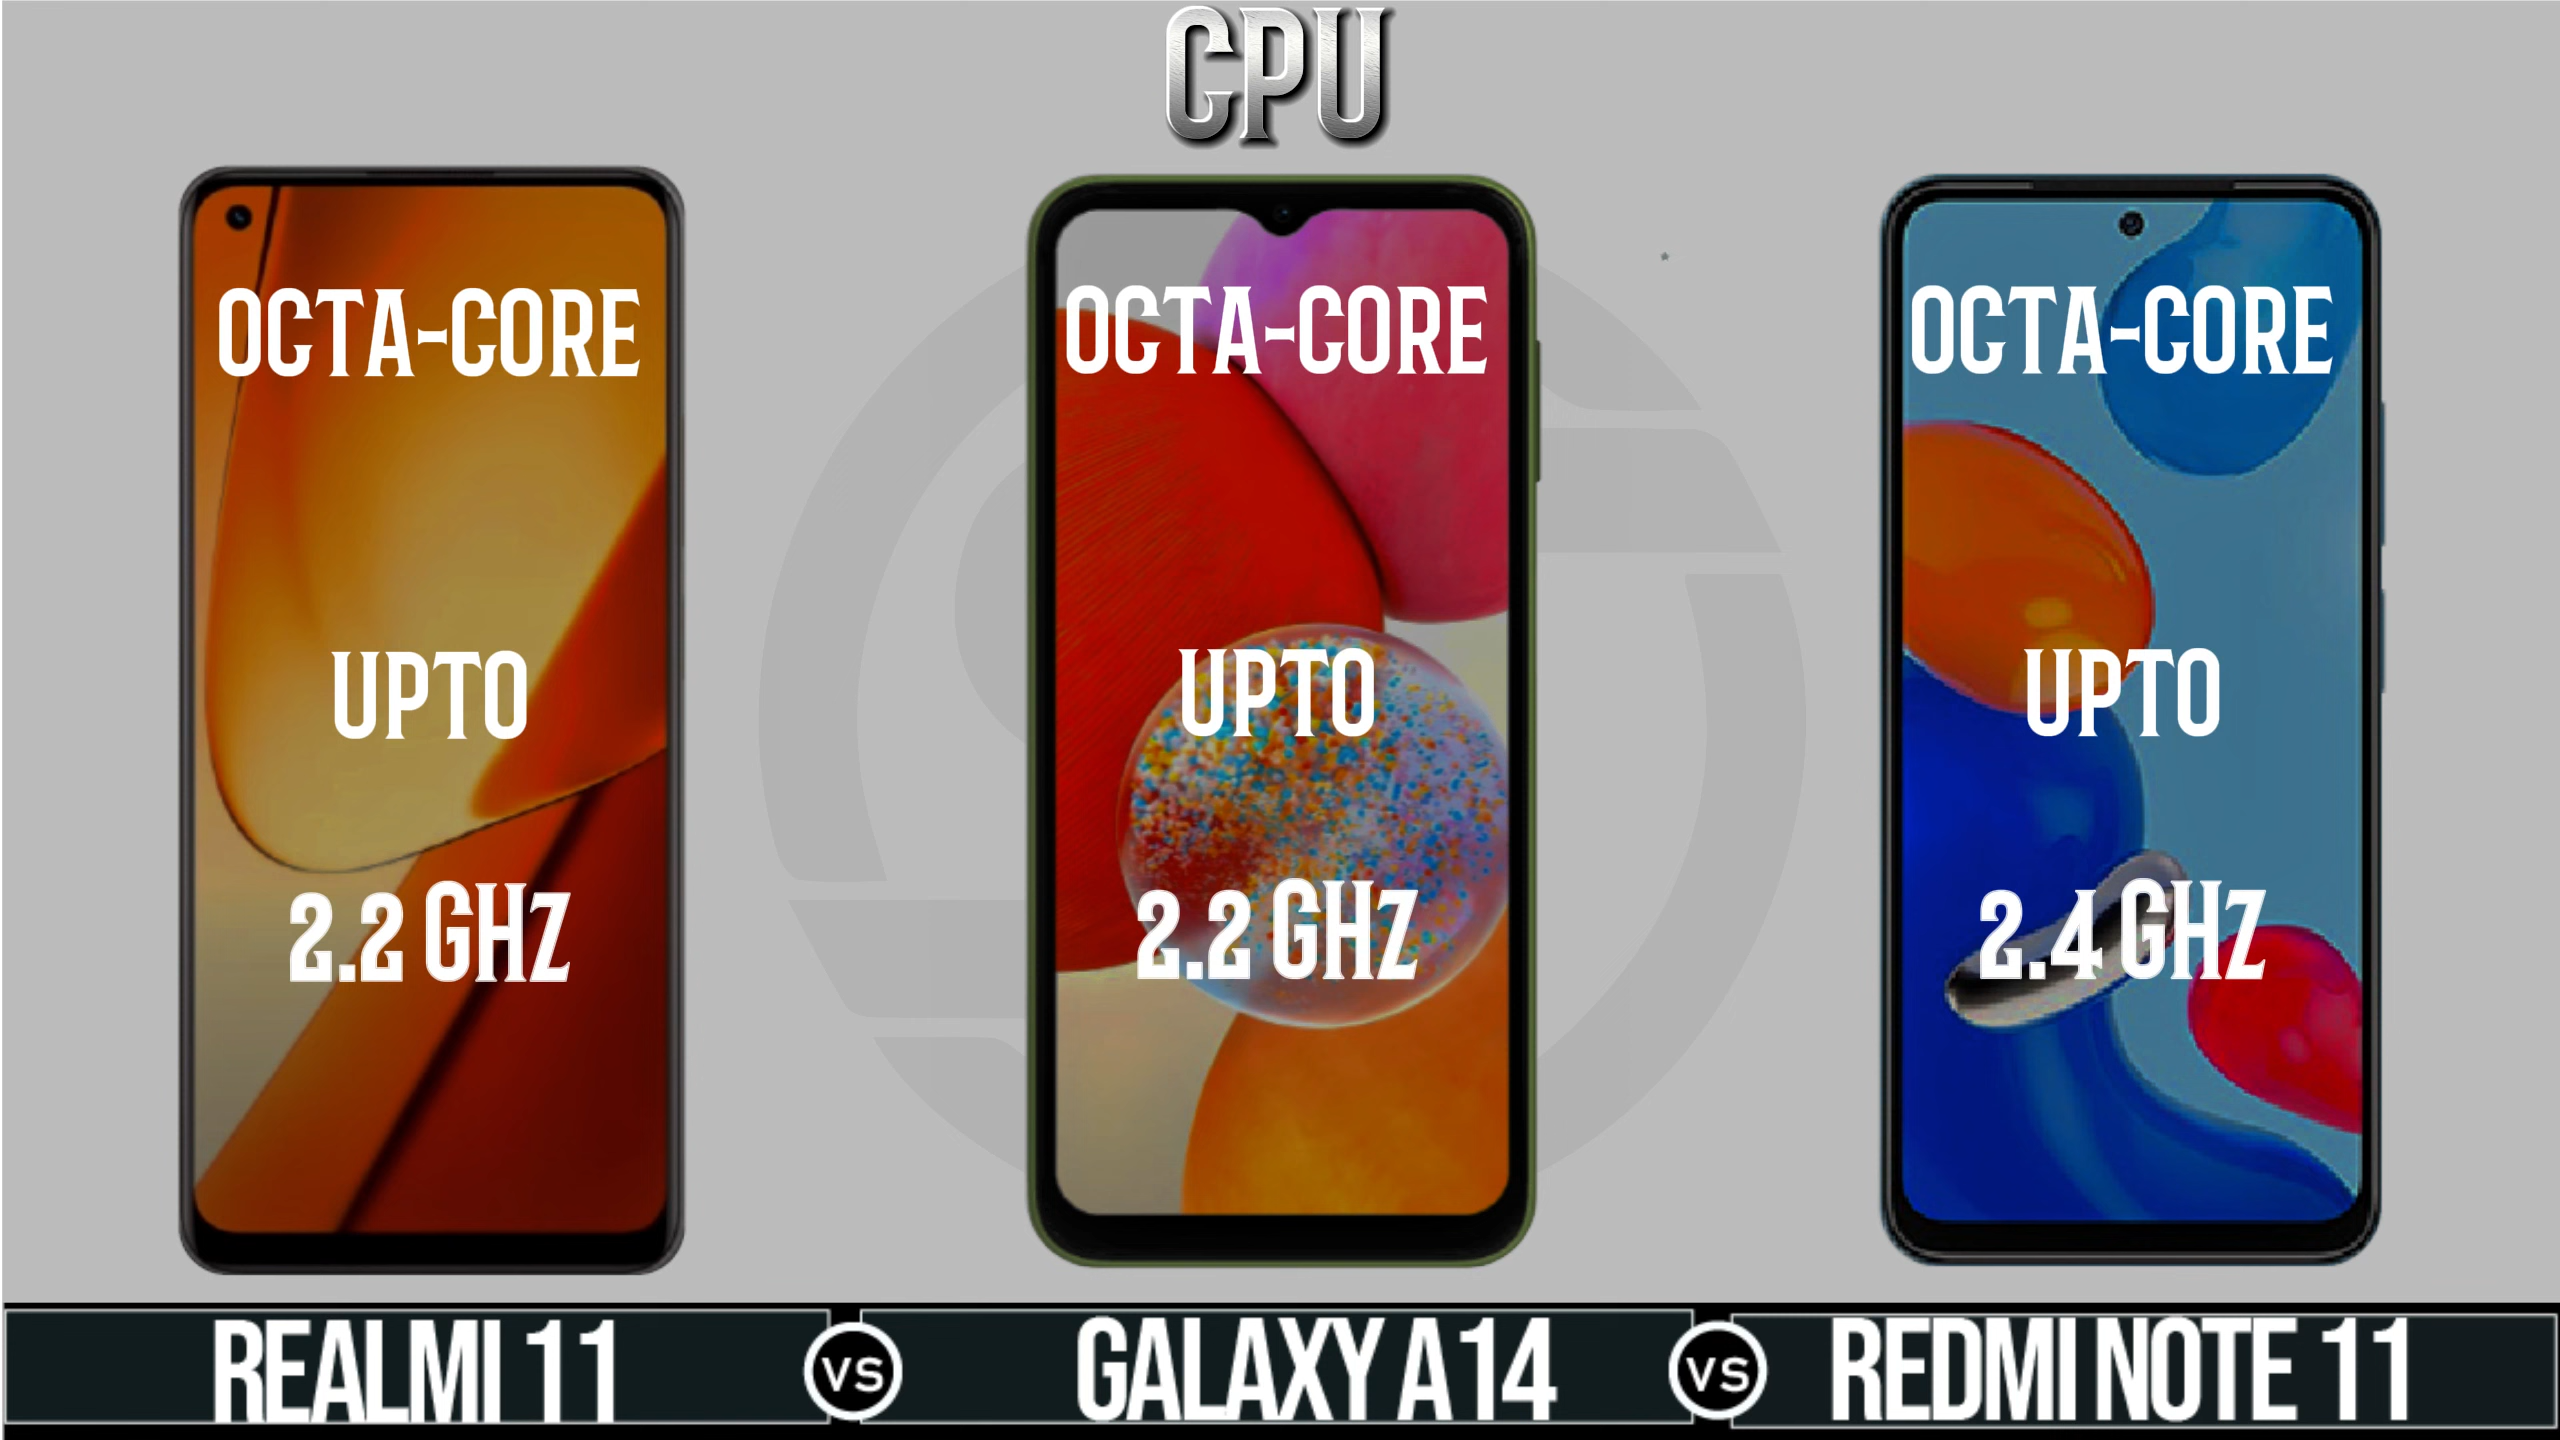 CPU
OCTA-CORE
UPTO
2.2 GHZ
OCTA-CORE
UPTO
2.2 GHZ
OCTA-CORE
UPTO
2.4 GHZ
REALMI 11
VS
GALAXY A14
VS
REDMI NOTE 11